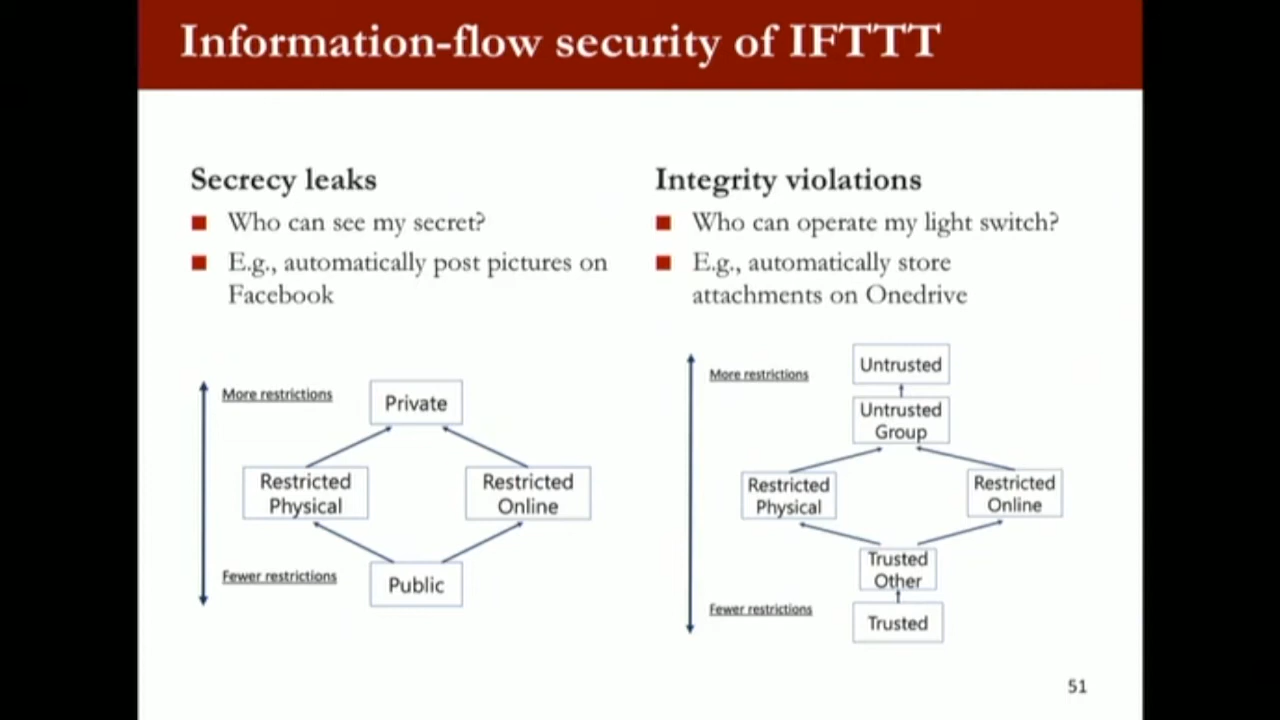 Information-flow security of IFTTT
Secrecy leaks
Who can see my secret?
E.g., automatically post pictures on
Facebook
More restrictions
Private
Restricted
Physical
Restricted
Online
Fewer restrictions
Public
Integrity violations
Who can operate my light switch?
E.g., automatically store
attachments on Onedrive
More restrictions
Untrusted
Untrusted
Group
Restricted
Physical
Restricted
Online
Trusted
Other
Fewer restrictions
Trusted
51